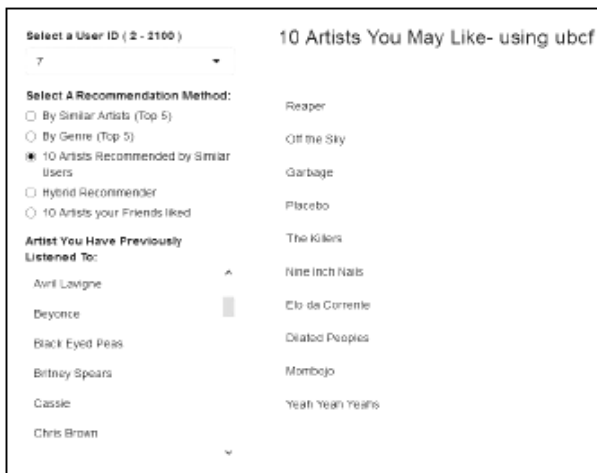 Select a User ID ( 2 - 2100 )
7
Select A Recommendation Method:
By Similar Artists (Top 5)
By Genre (Top 5)
10 Artists Recommended by Similar
Users
Hybrid Recommender
10 Artists your Friends liked
Artist You Have Previously
Listened To:
Avril Lavigne
Beyonce
Black Eyed Peas
Britney Spears
Cassie
Chris Brown
10 Artists You May Like- using ubcf
Reaper
Off the Sky
Garbage
Placebo
The Killers
Nine Inch Nails
Elo da Corrente
Dilated Peoples
Mombojo
Yeah Yeah Yeahs